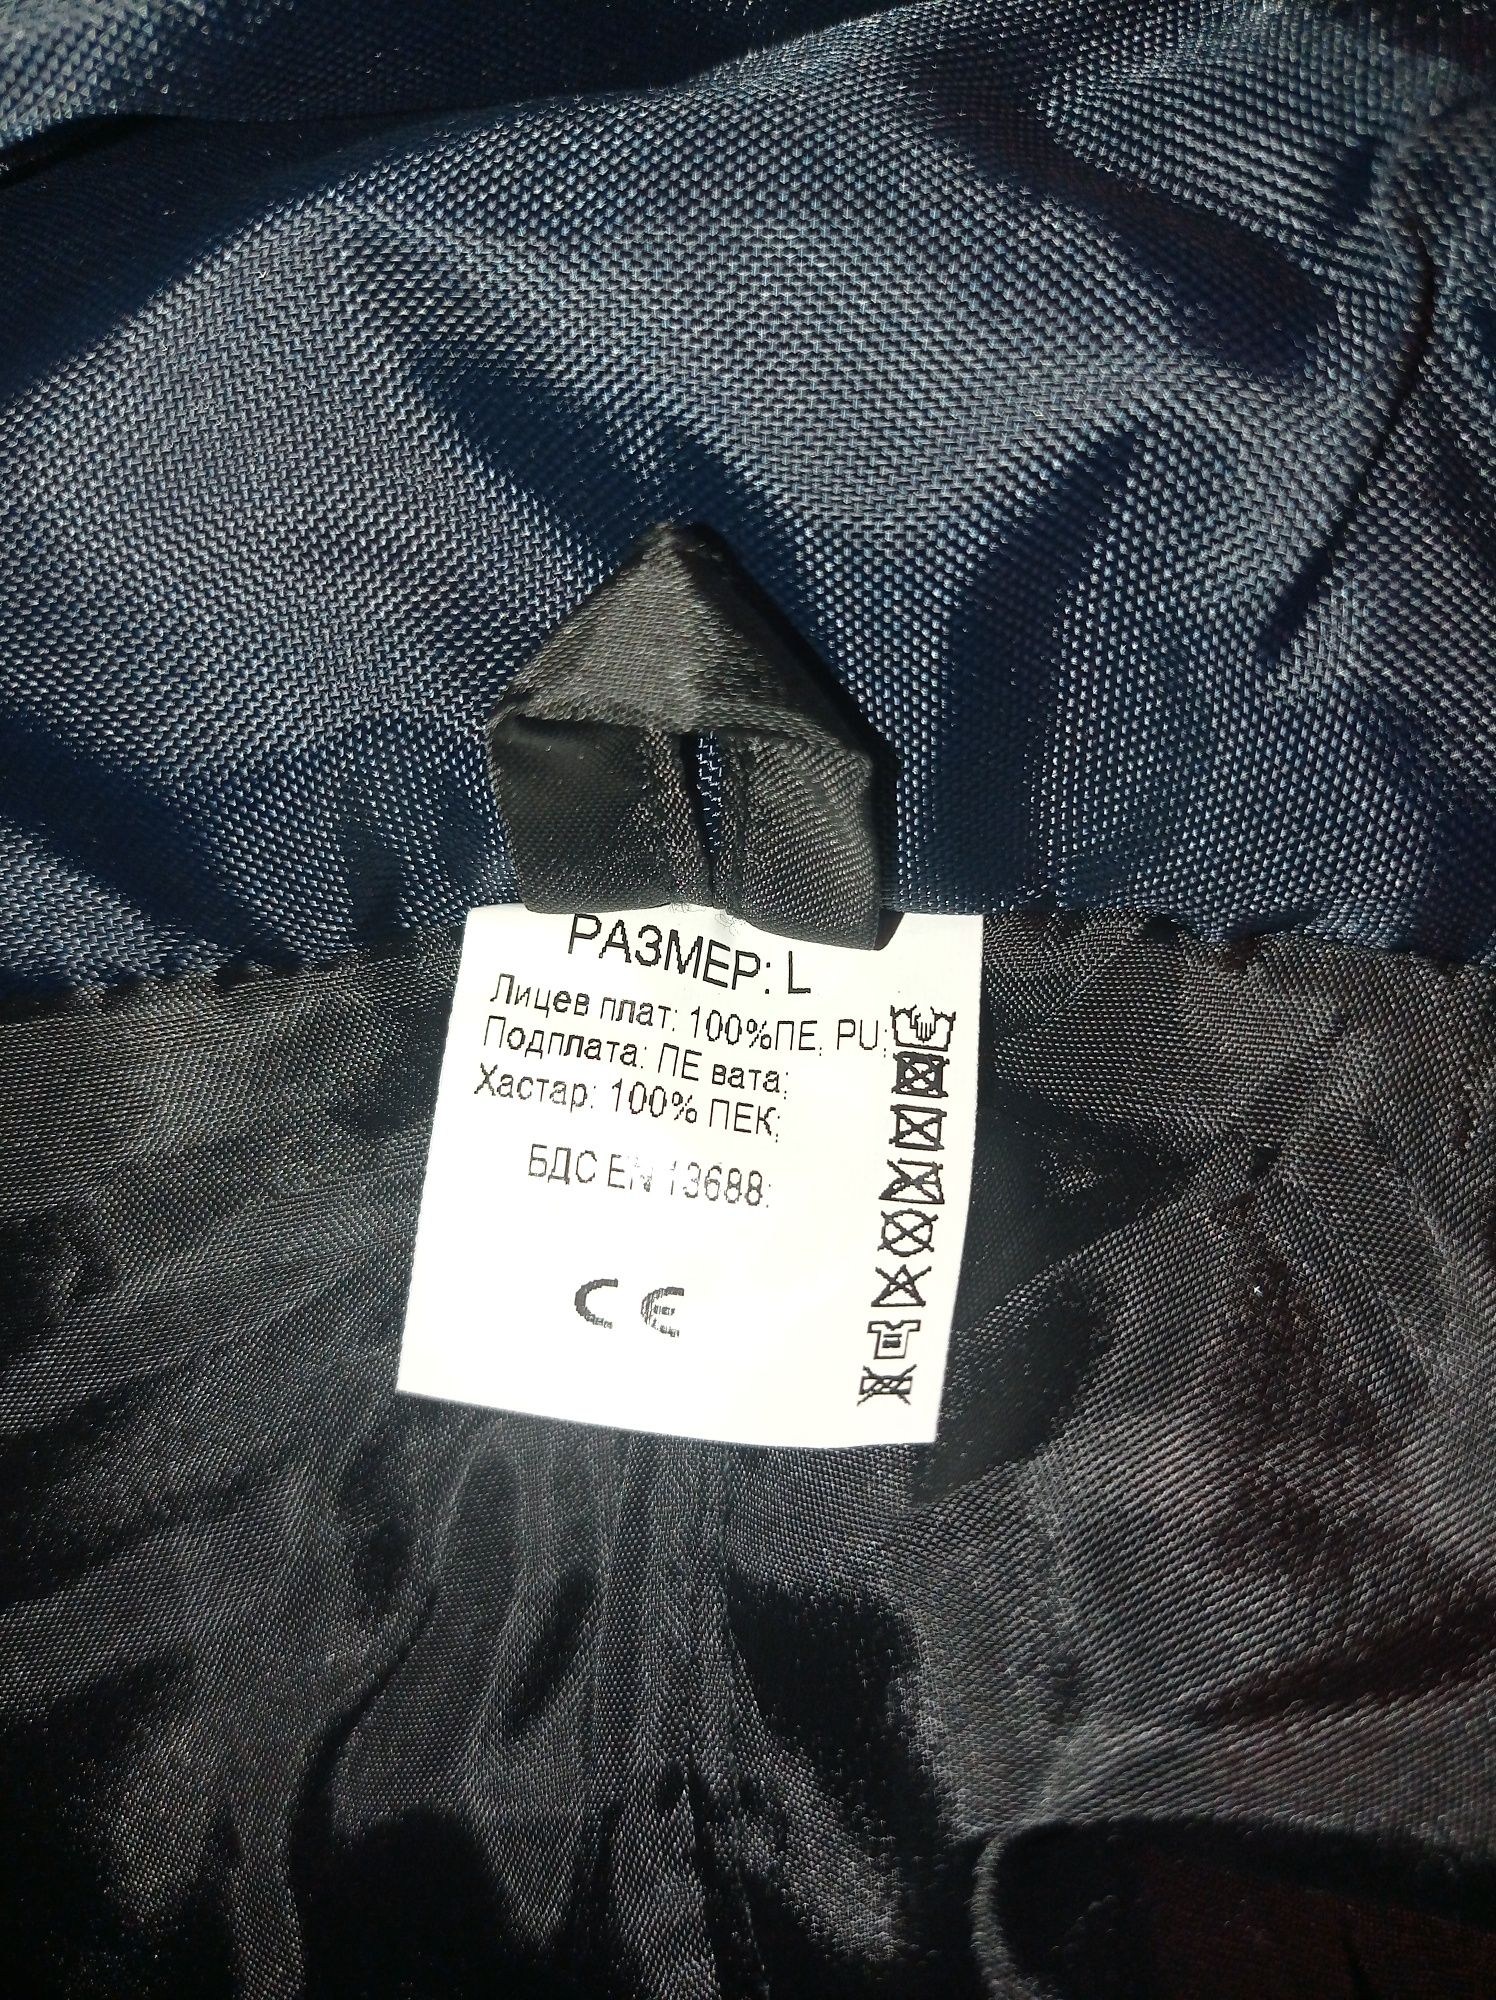 РАЗМЕР: L
Лицев плат: 100%ПЕ; PU;
Подплата: ПЕ вата;
Хастар: 100% ПЕК;
БДС EN 13688:
CE